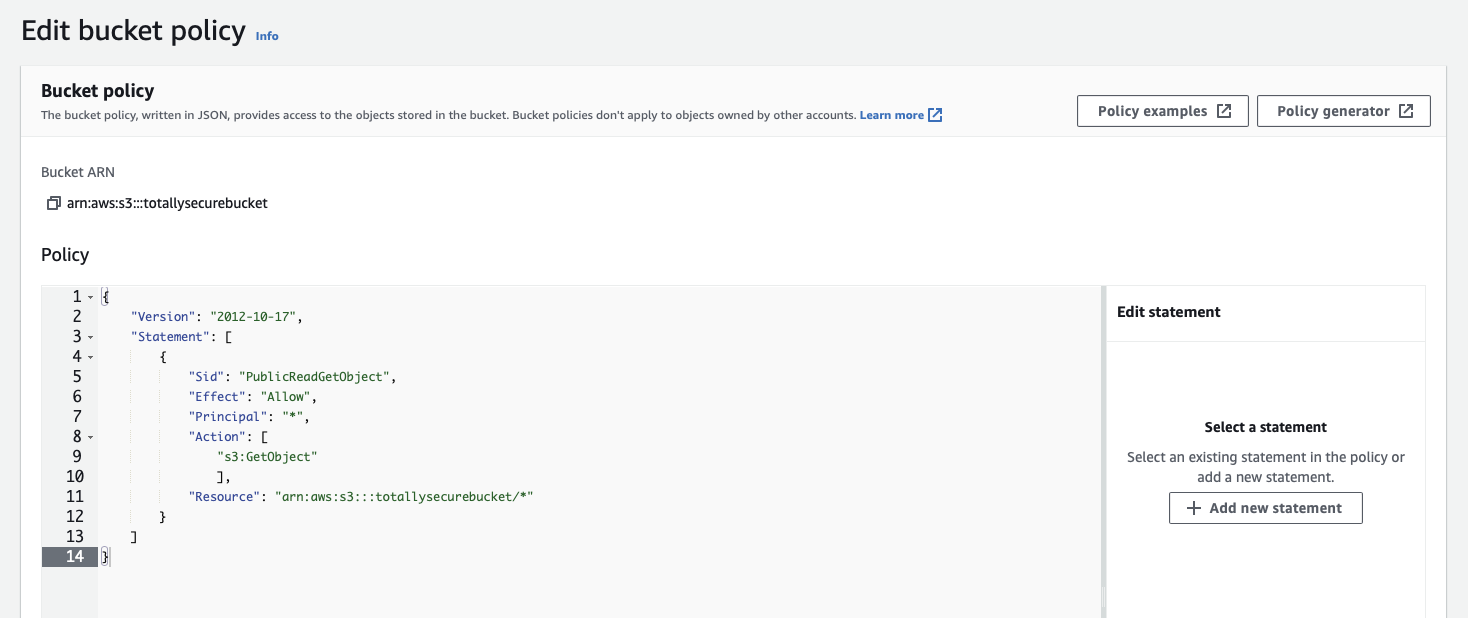 Edit bucket policy Info
Bucket policy
The bucket policy, written in JSON, provides access to the objects stored in the bucket. Bucket policies don't apply to objects owned by other accounts. Learn more
Policy examples
Policy generator
Bucket ARN
arn:aws:s3:::totallysecurebucket
Policy
1 {
2     "Version": "2012-10-17",
3     "Statement": [
4         {
5             "Sid": "PublicReadGetObject",
6             "Effect": "Allow",
7             "Principal": "*",
8             "Action": [
9                 "s3:GetObject"
10                 ],
11             "Resource": "arn:aws:s3:::totallysecurebucket/*"
12         }
13     ]
14 }
Edit statement
Select a statement
Select an existing statement in the policy or
add a new statement.
+ Add new statement